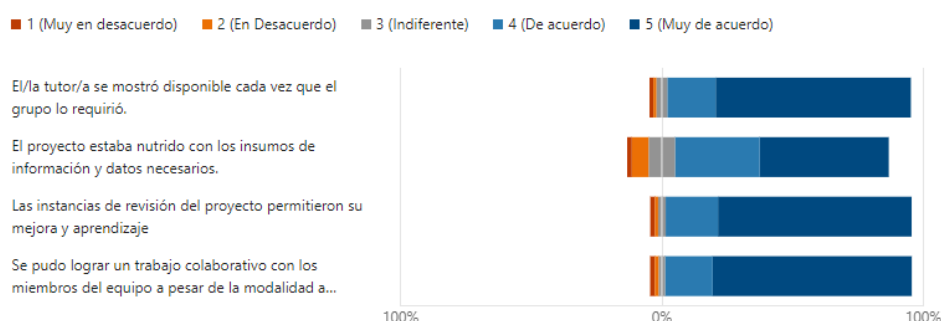 1 (Muy en desacuerdo) 2 (En Desacuerdo) 3 (Indiferente) 4 (De acuerdo) 5 (Muy de acuerdo)
El/la tutor/a se mostró disponible cada vez que el
grupo lo requirió.
El proyecto estaba nutrido con los insumos de
información y datos necesarios.
Las instancias de revisión del proyecto permitieron su
mejora y aprendizaje
Se pudo lograr un trabajo colaborativo con los
miembros del equipo a pesar de la modalidad a...
100% 0% 100%